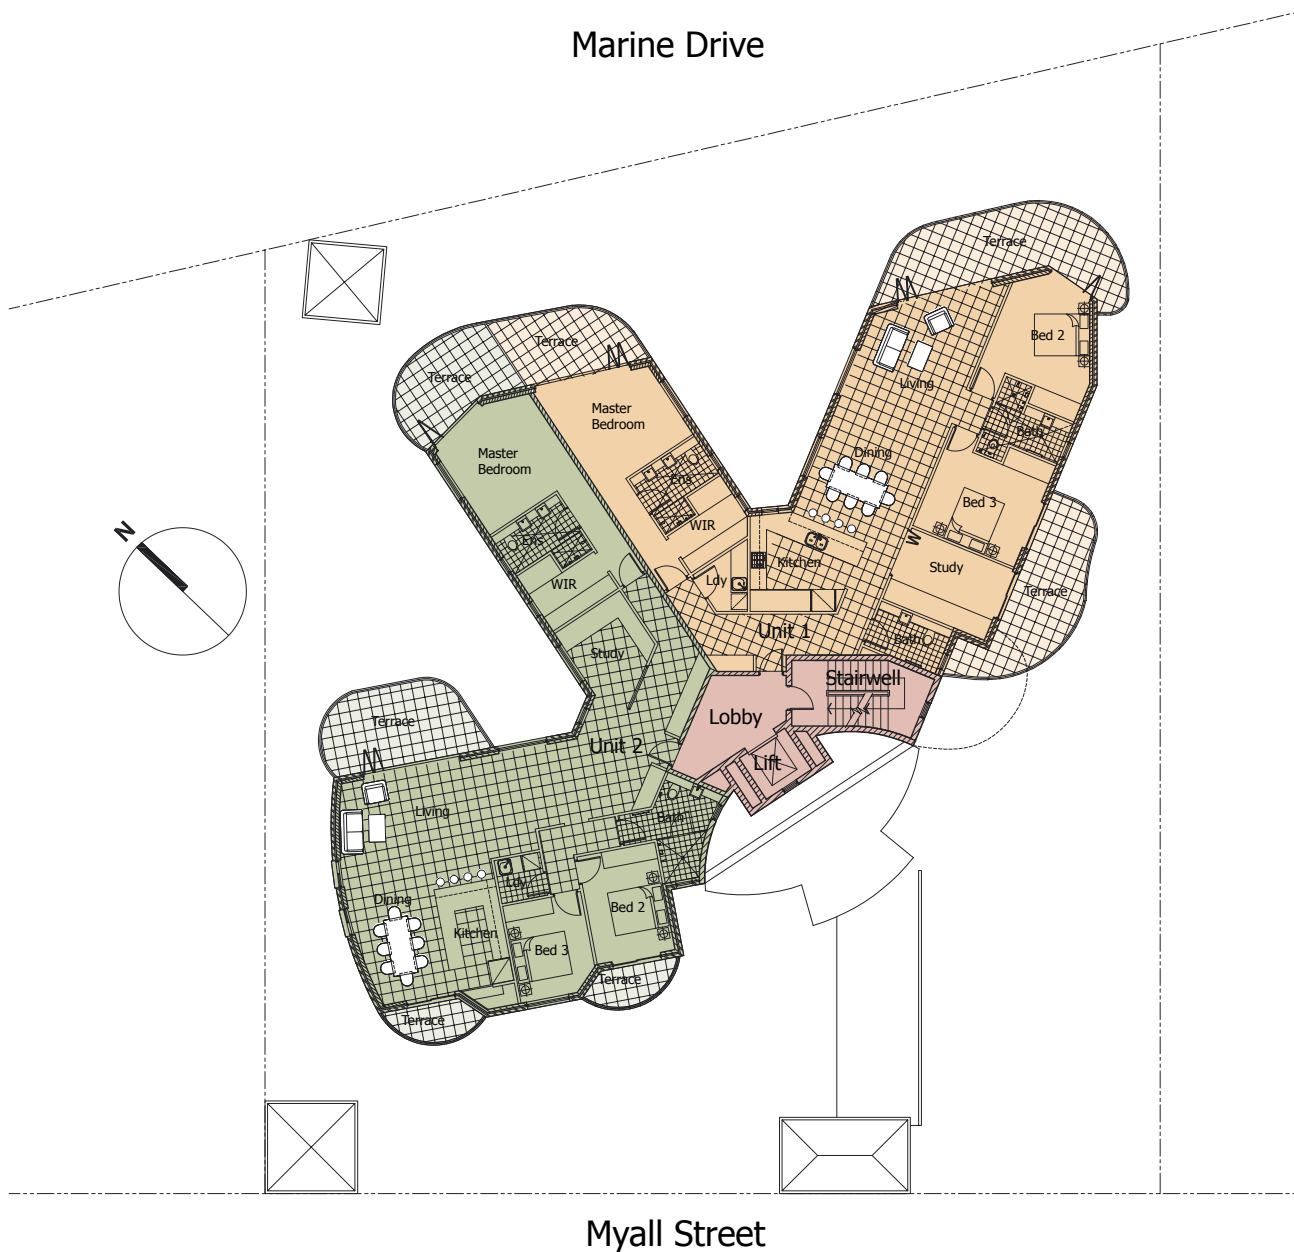 Marine Drive
Terrace
Bed 2
Terrace
Terrace
Living
Master
Bedroom
Bath
Dining
Master
Bedroom
Ens
Bed 3
WIR
N
W
Ens
Kitchen
Study
Ldy
WIR
Terrace
Unit 1
Bath
Study
Stairwell
Lobby
Terrace
Unit 2
Lift
Living
Bath
Ldy
Dining
Bed 2
Kitchen
Bed 3
Terrace
Terrace
Myall Street